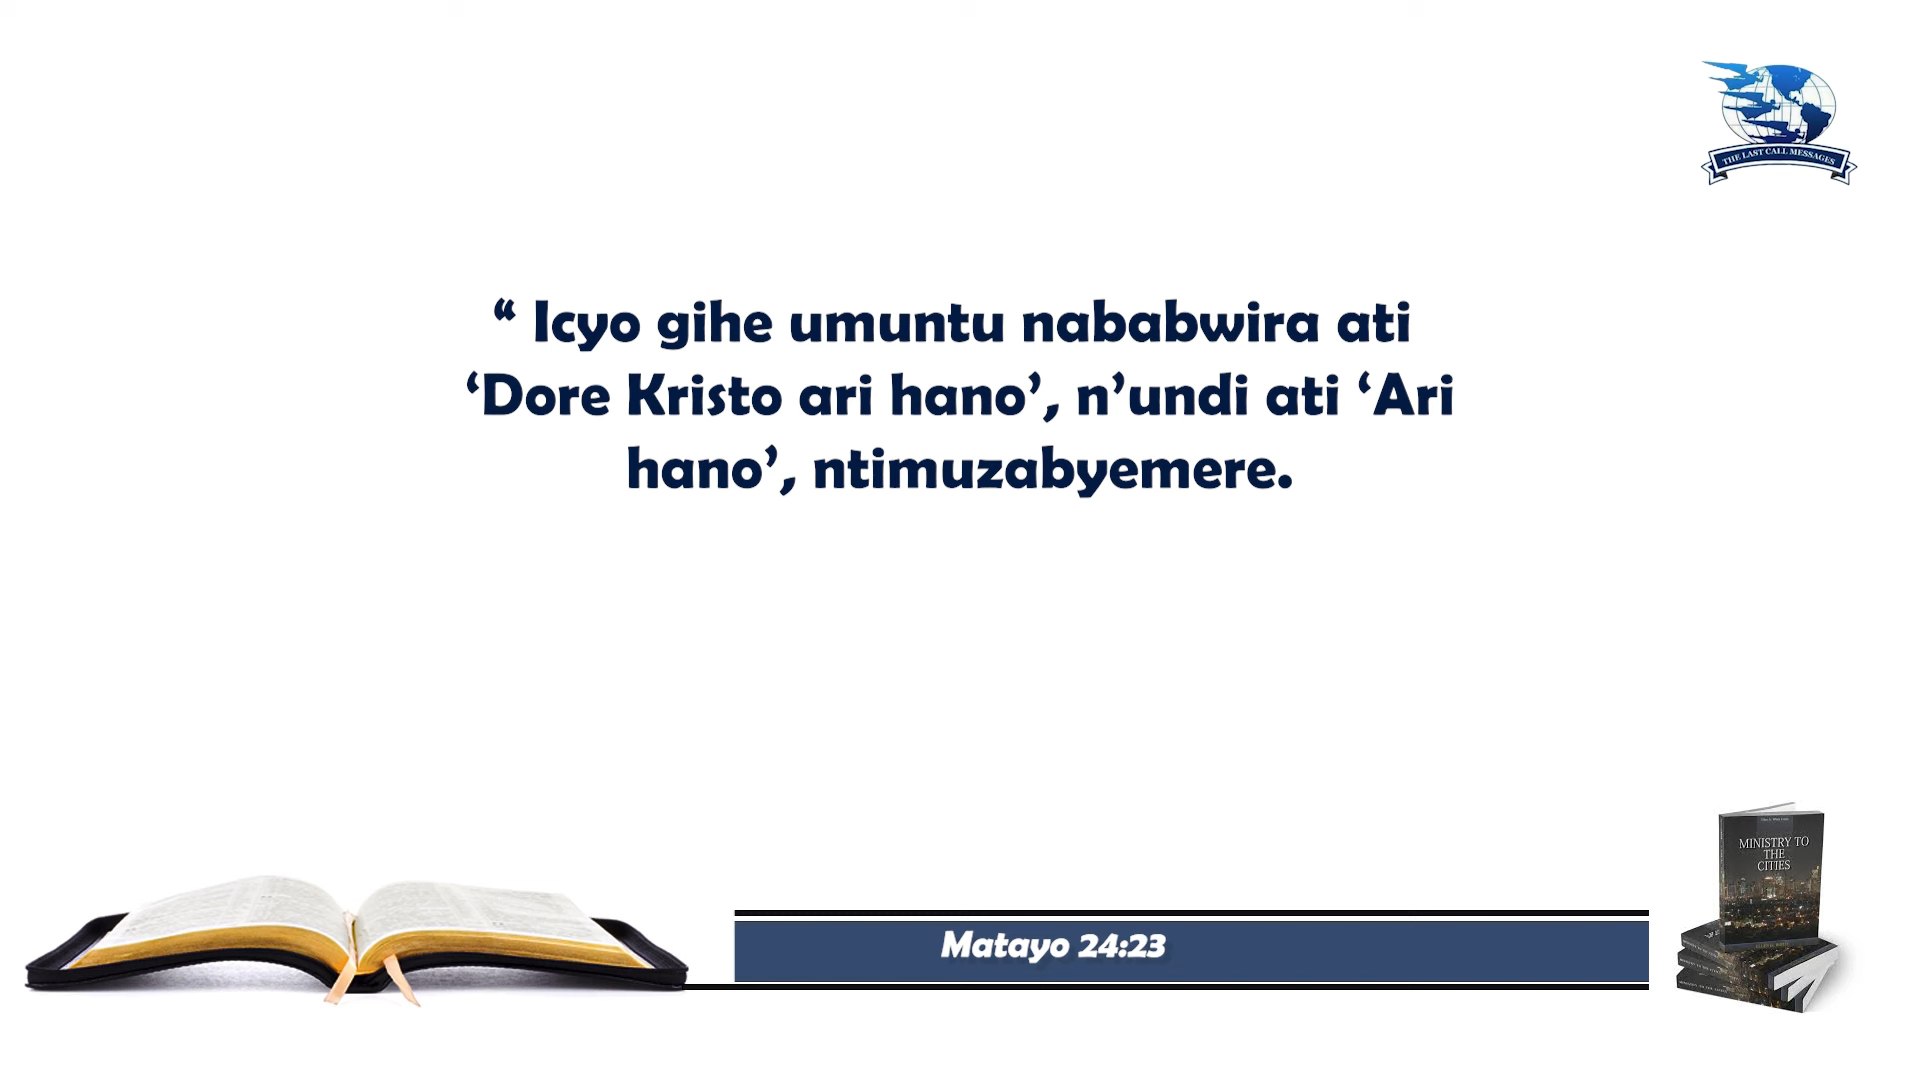 THE LAST CALL MESSAGES
“ Icyo gihe umuntu nababwira ati
‘Dore Kristo ari hano’, n’undi ati ‘Ari
hano’, ntimuzabyemere.
MINISTRY TO
THE
CITIES
Matayo 24:23